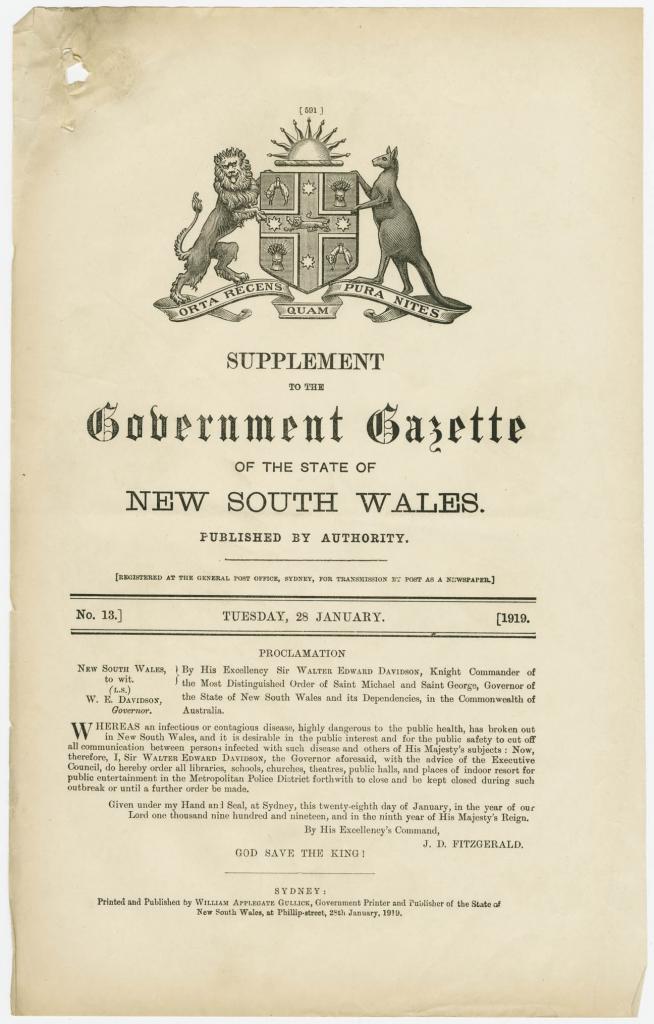 [ 591 ]
ORTA RECENS QUAM PURA NITES
SUPPLEMENT
TO THE
Government Gazette
OF THE STATE OF
NEW SOUTH WALES.
PUBLISHED BY AUTHORITY.
[REGISTERED AT THE GENERAL POST OFFICE, SYDNEY, FOR TRANSMISSION BY POST AS A NEWSPAPER.]
No. 13.] TUESDAY, 28 JANUARY. [1919.
PROCLAMATION
NEW SOUTH WALES,
to wit.
(L.S.)
W. E. DAVIDSON,
Governor.
By His Excellency Sir WALTER EDWARD DAVIDSON, Knight Commander of
the Most Distinguished Order of Saint Michael and Saint George, Governor of
the State of New South Wales and its Dependencies, in the Commonwealth of
Australia.
WHEREAS an infectious or contagious disease, highly dangerous to the public health, has broken out
in New South Wales, and it is desirable in the public interest and for the public safety to cut off
all communication between persons infected with such disease and others of His Majesty's subjects: Now,
therefore, I, Sir WALTER EDWARD DAVIDSON, the Governor aforesaid, with the advice of the Executive
Council, do hereby order all libraries, schools, churches, theatres, public halls, and places of indoor resort for
public entertainment in the Metropolitan Police District forthwith to close and be kept closed during such
outbreak or until a further order be made.
Given under my Hand and Seal, at Sydney, this twenty-eighth day of January, in the year of our
Lord one thousand nine hundred and nineteen, and in the ninth year of His Majesty's Reign.
By His Excellency's Command,
J. D. FITZGERALD.
GOD SAVE THE KING!
SYDNEY:
Printed and Published by WILLIAM APPLEGATE GULLICK, Government Printer and Publisher of the State of
New South Wales, at Phillip-street, 28th January, 1919.